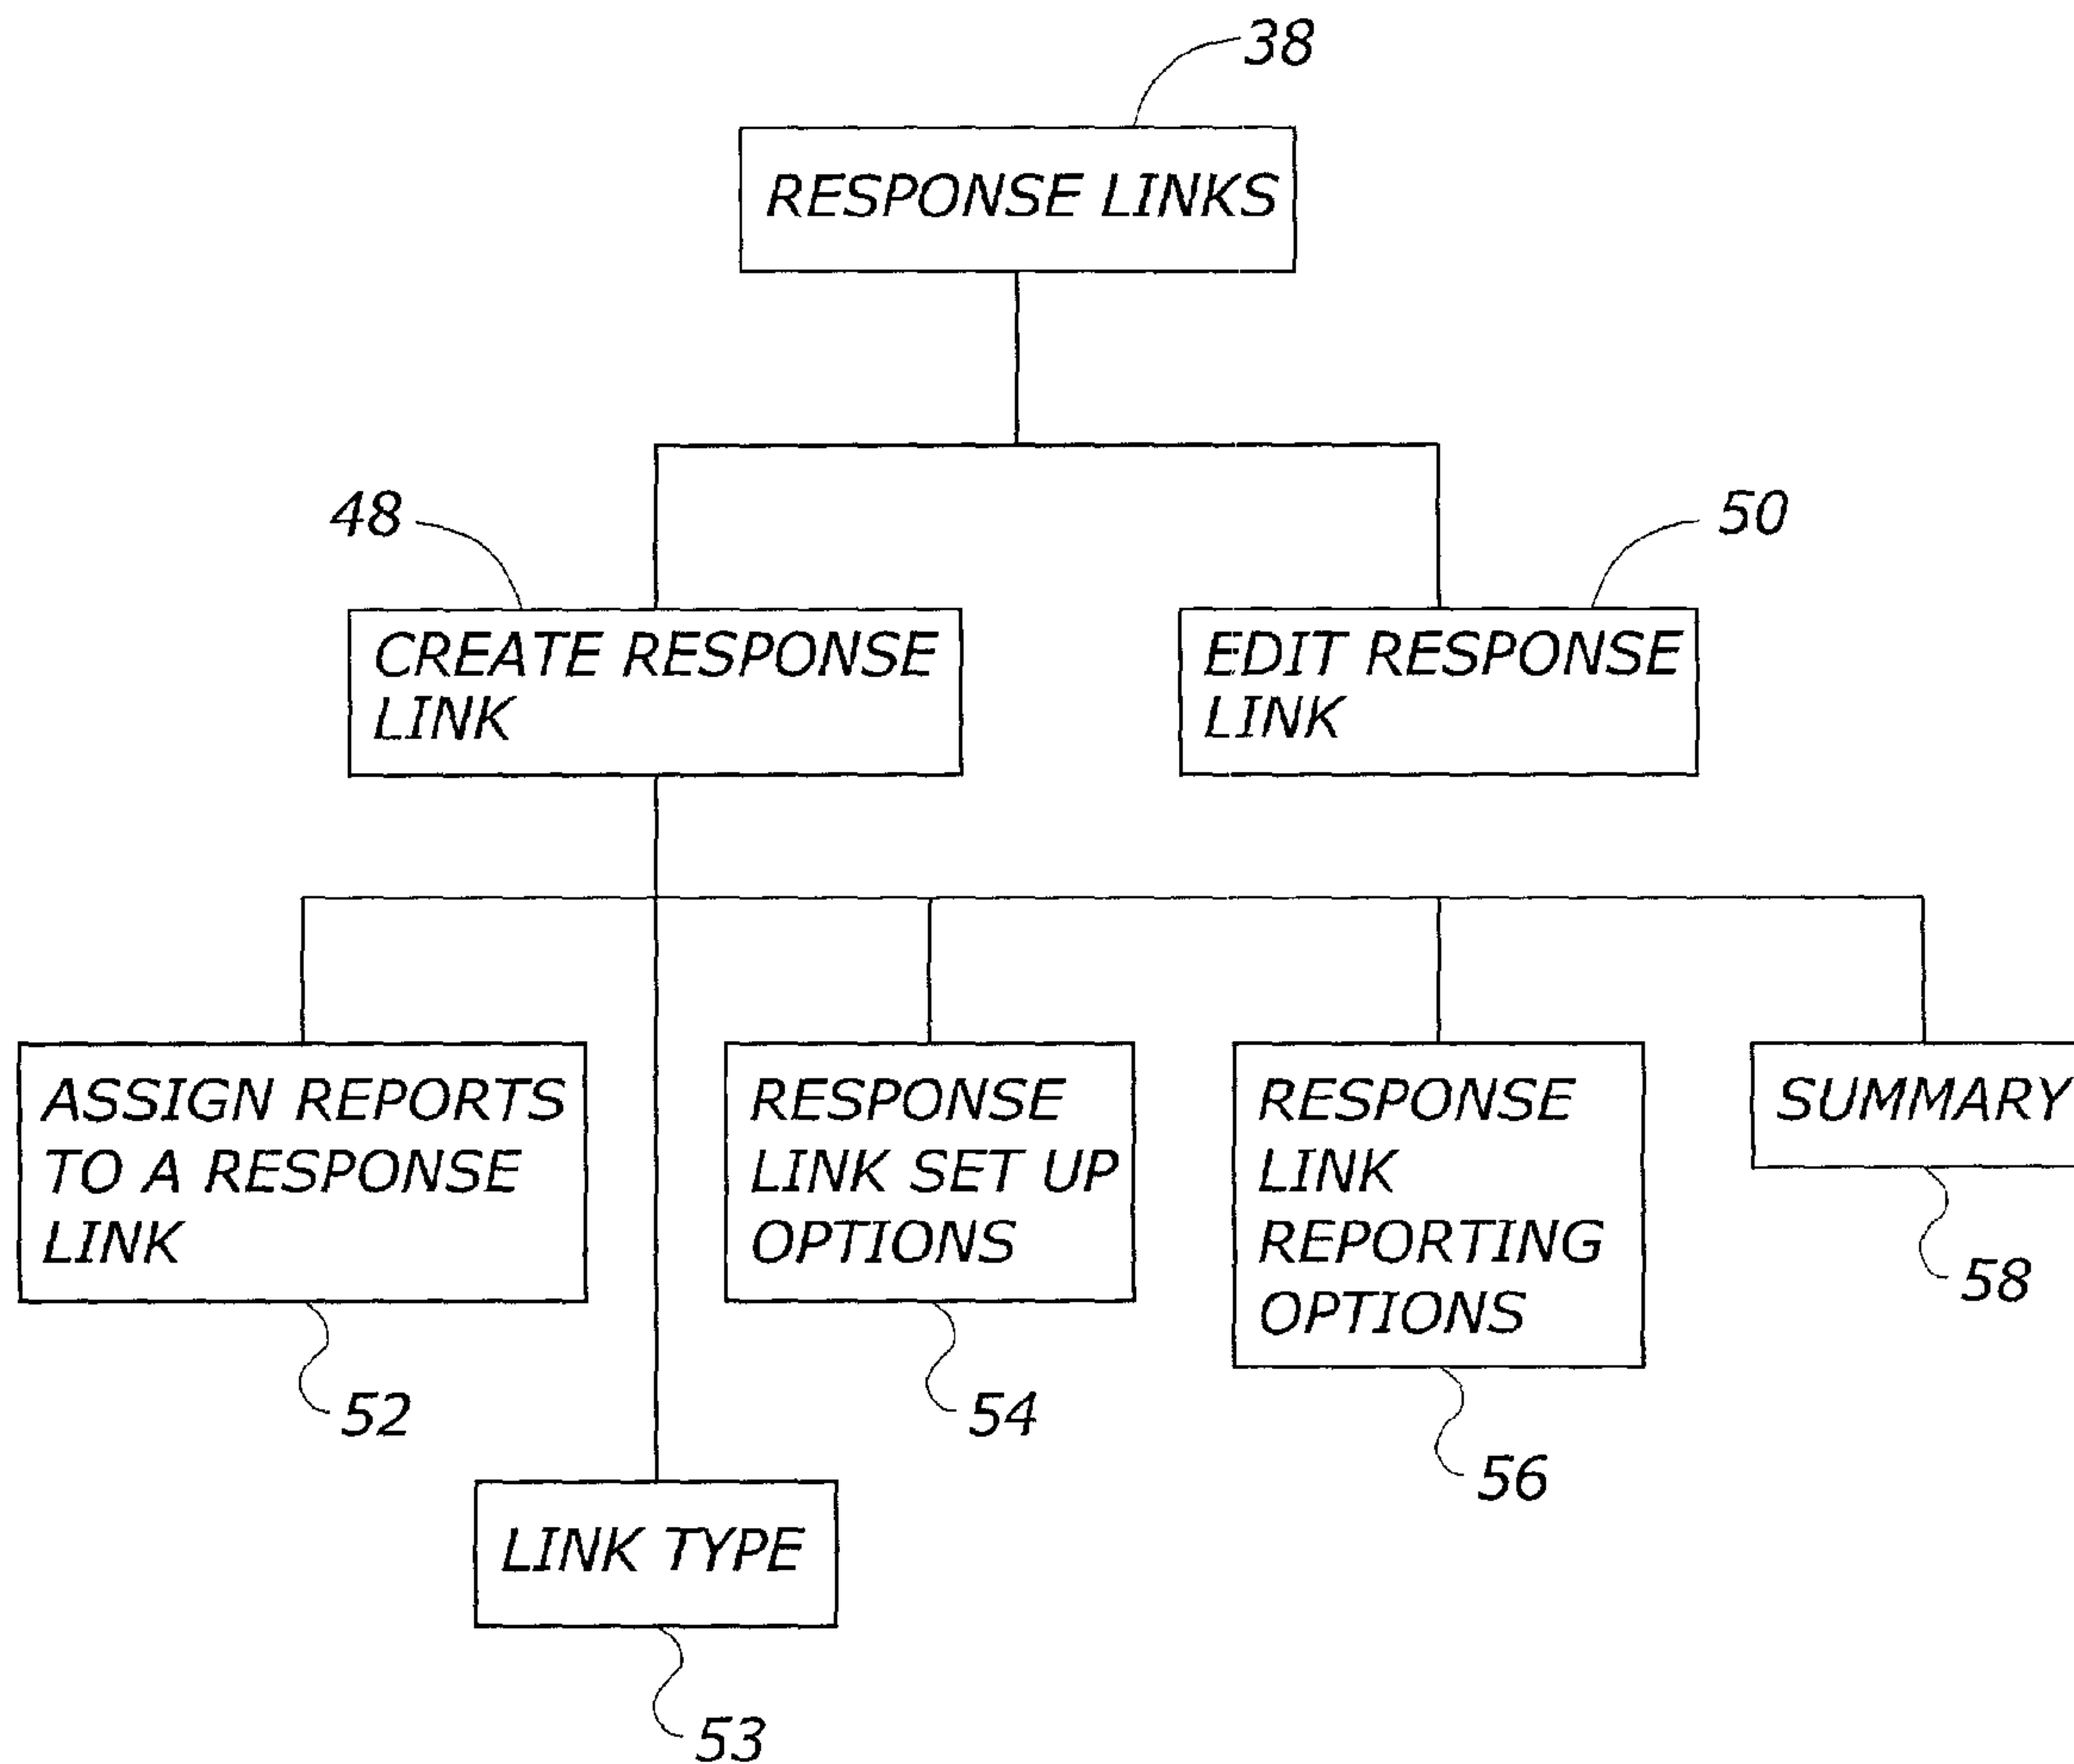 38
RESPONSE LINKS
48
50
CREATE RESPONSE
LINK
EDIT RESPONSE
LINK
ASSIGN REPORTS
TO A RESPONSE
LINK
RESPONSE
LINK SET UP
OPTIONS
RESPONSE
LINK
REPORTING
OPTIONS
SUMMARY
58
52
54
56
LINK TYPE
53